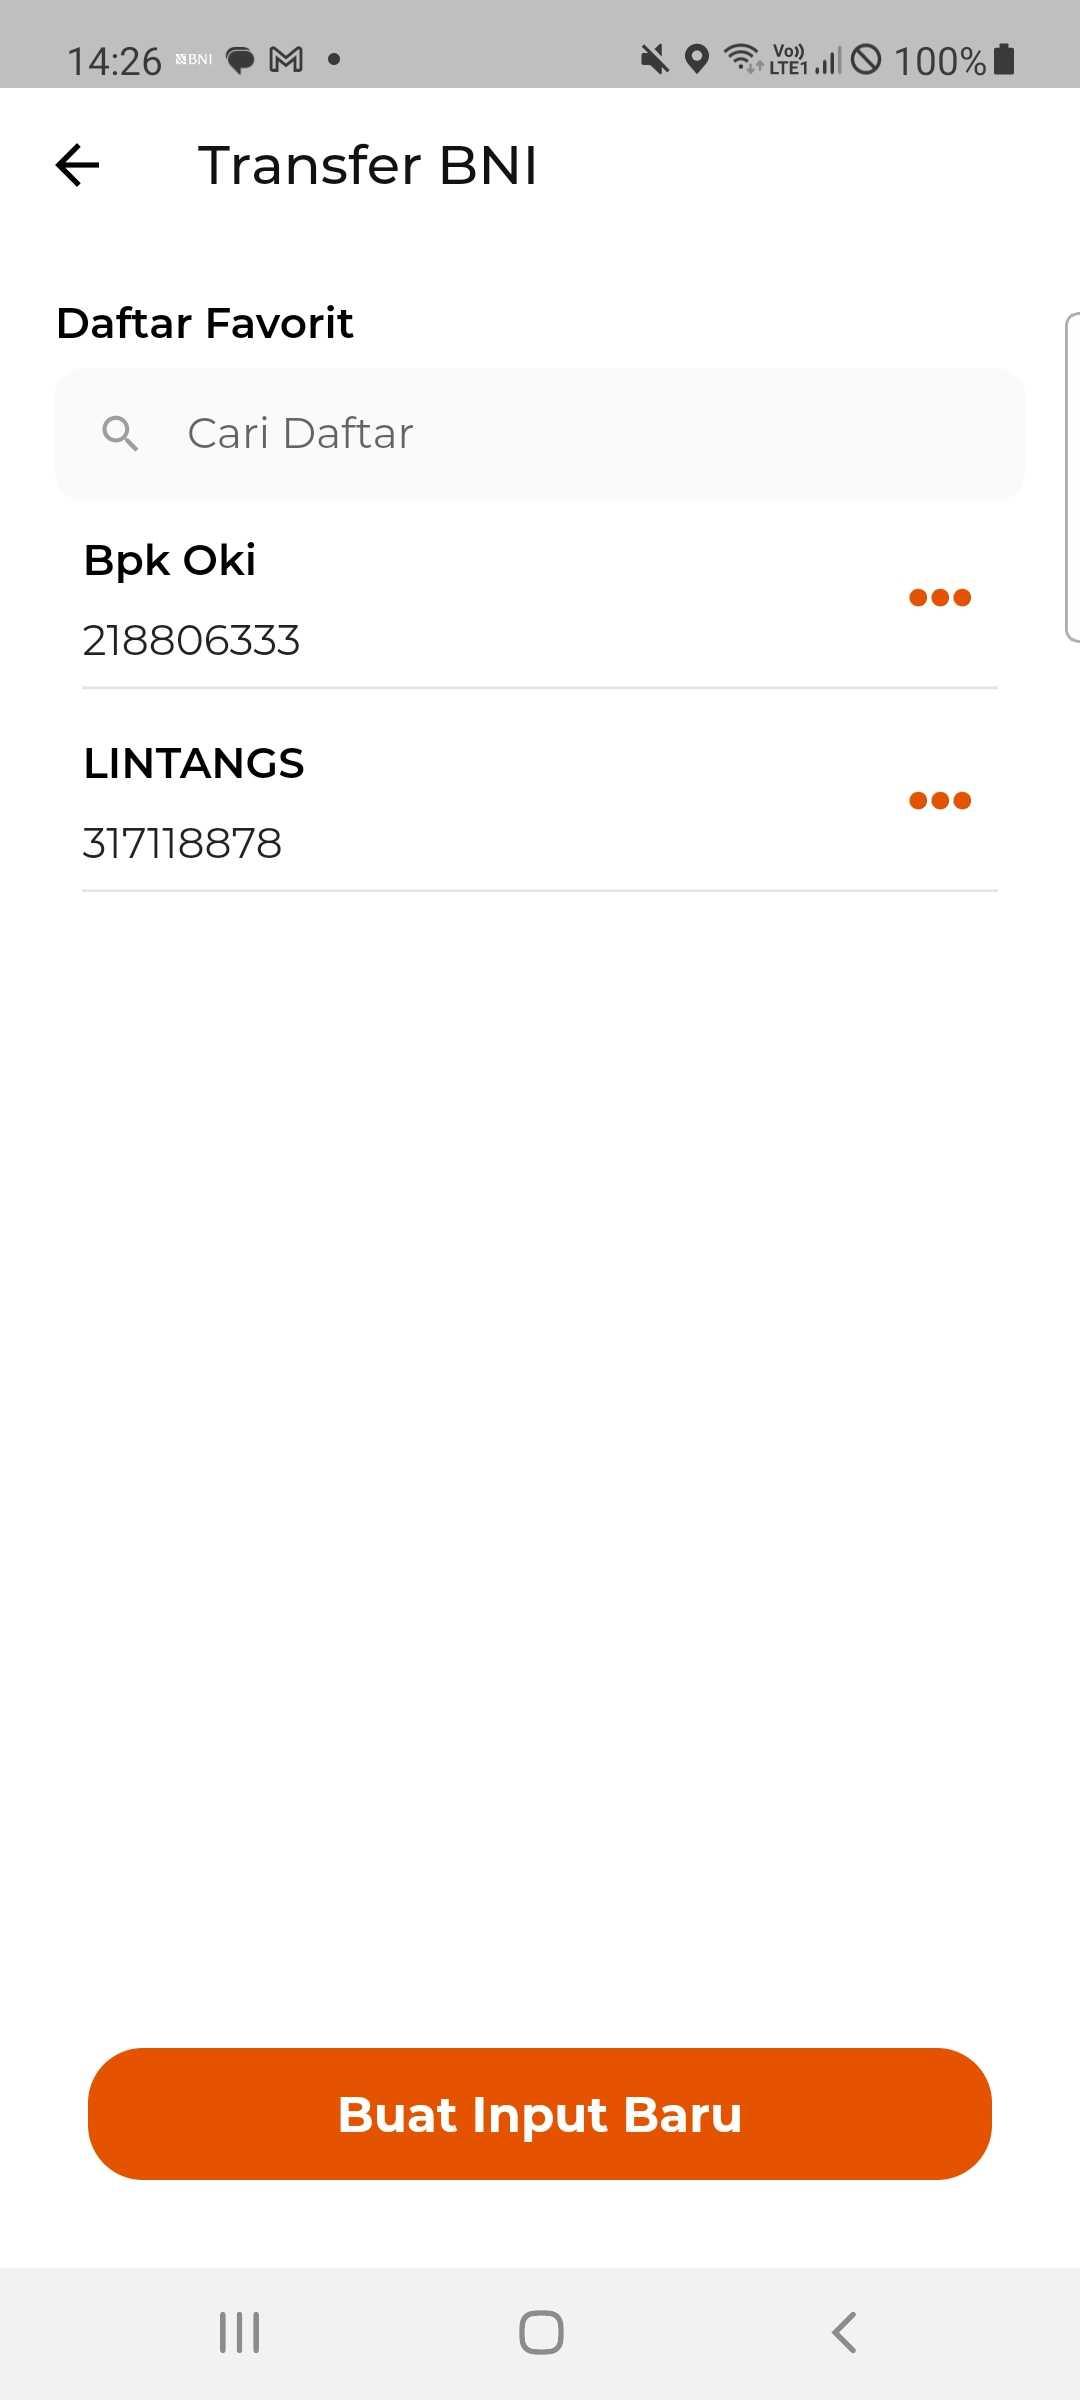 14:26 BNI Vo)) LTE1 100%
Transfer BNI
Daftar Favorit
Cari Daftar
Bpk Oki
218806333
LINTANGS
317118878
Buat Input Baru